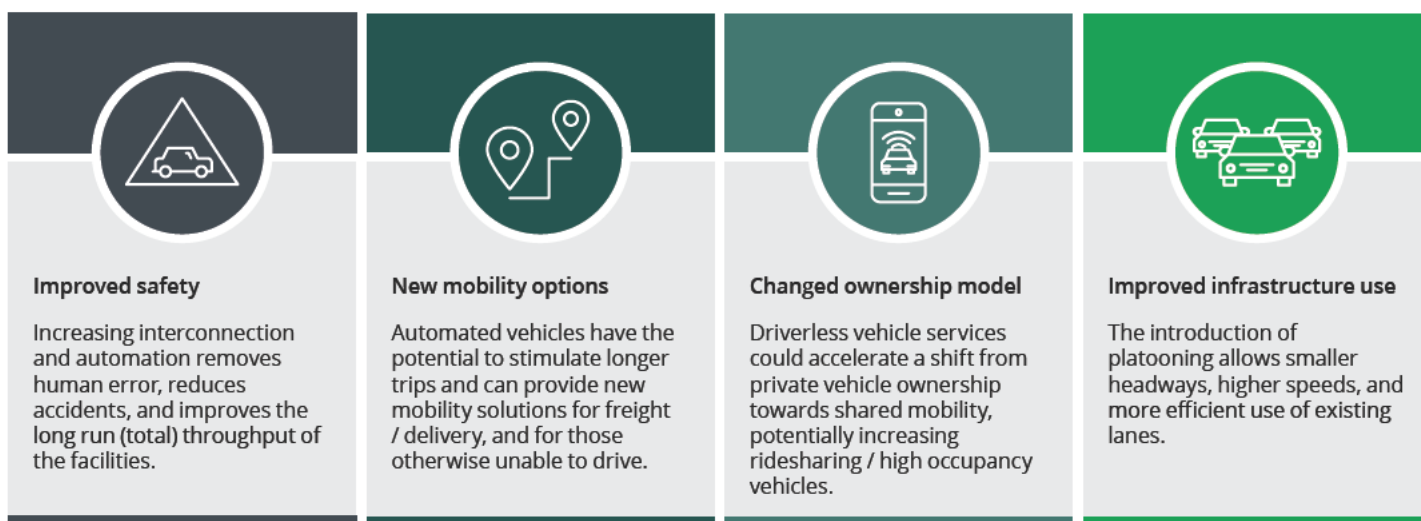 Improved safety
Increasing interconnection
and automation removes
human error, reduces
accidents, and improves the
long run (total) throughput of
the facilities.
New mobility options
Automated vehicles have the
potential to stimulate longer
trips and can provide new
mobility solutions for freight
/ delivery, and for those
otherwise unable to drive.
Changed ownership model
Driverless vehicle services
could accelerate a shift from
private vehicle ownership
towards shared mobility,
potentially increasing
ridesharing / high occupancy
vehicles.
Improved infrastructure use
The introduction of
platooning allows smaller
headways, higher speeds, and
more efficient use of existing
lanes.